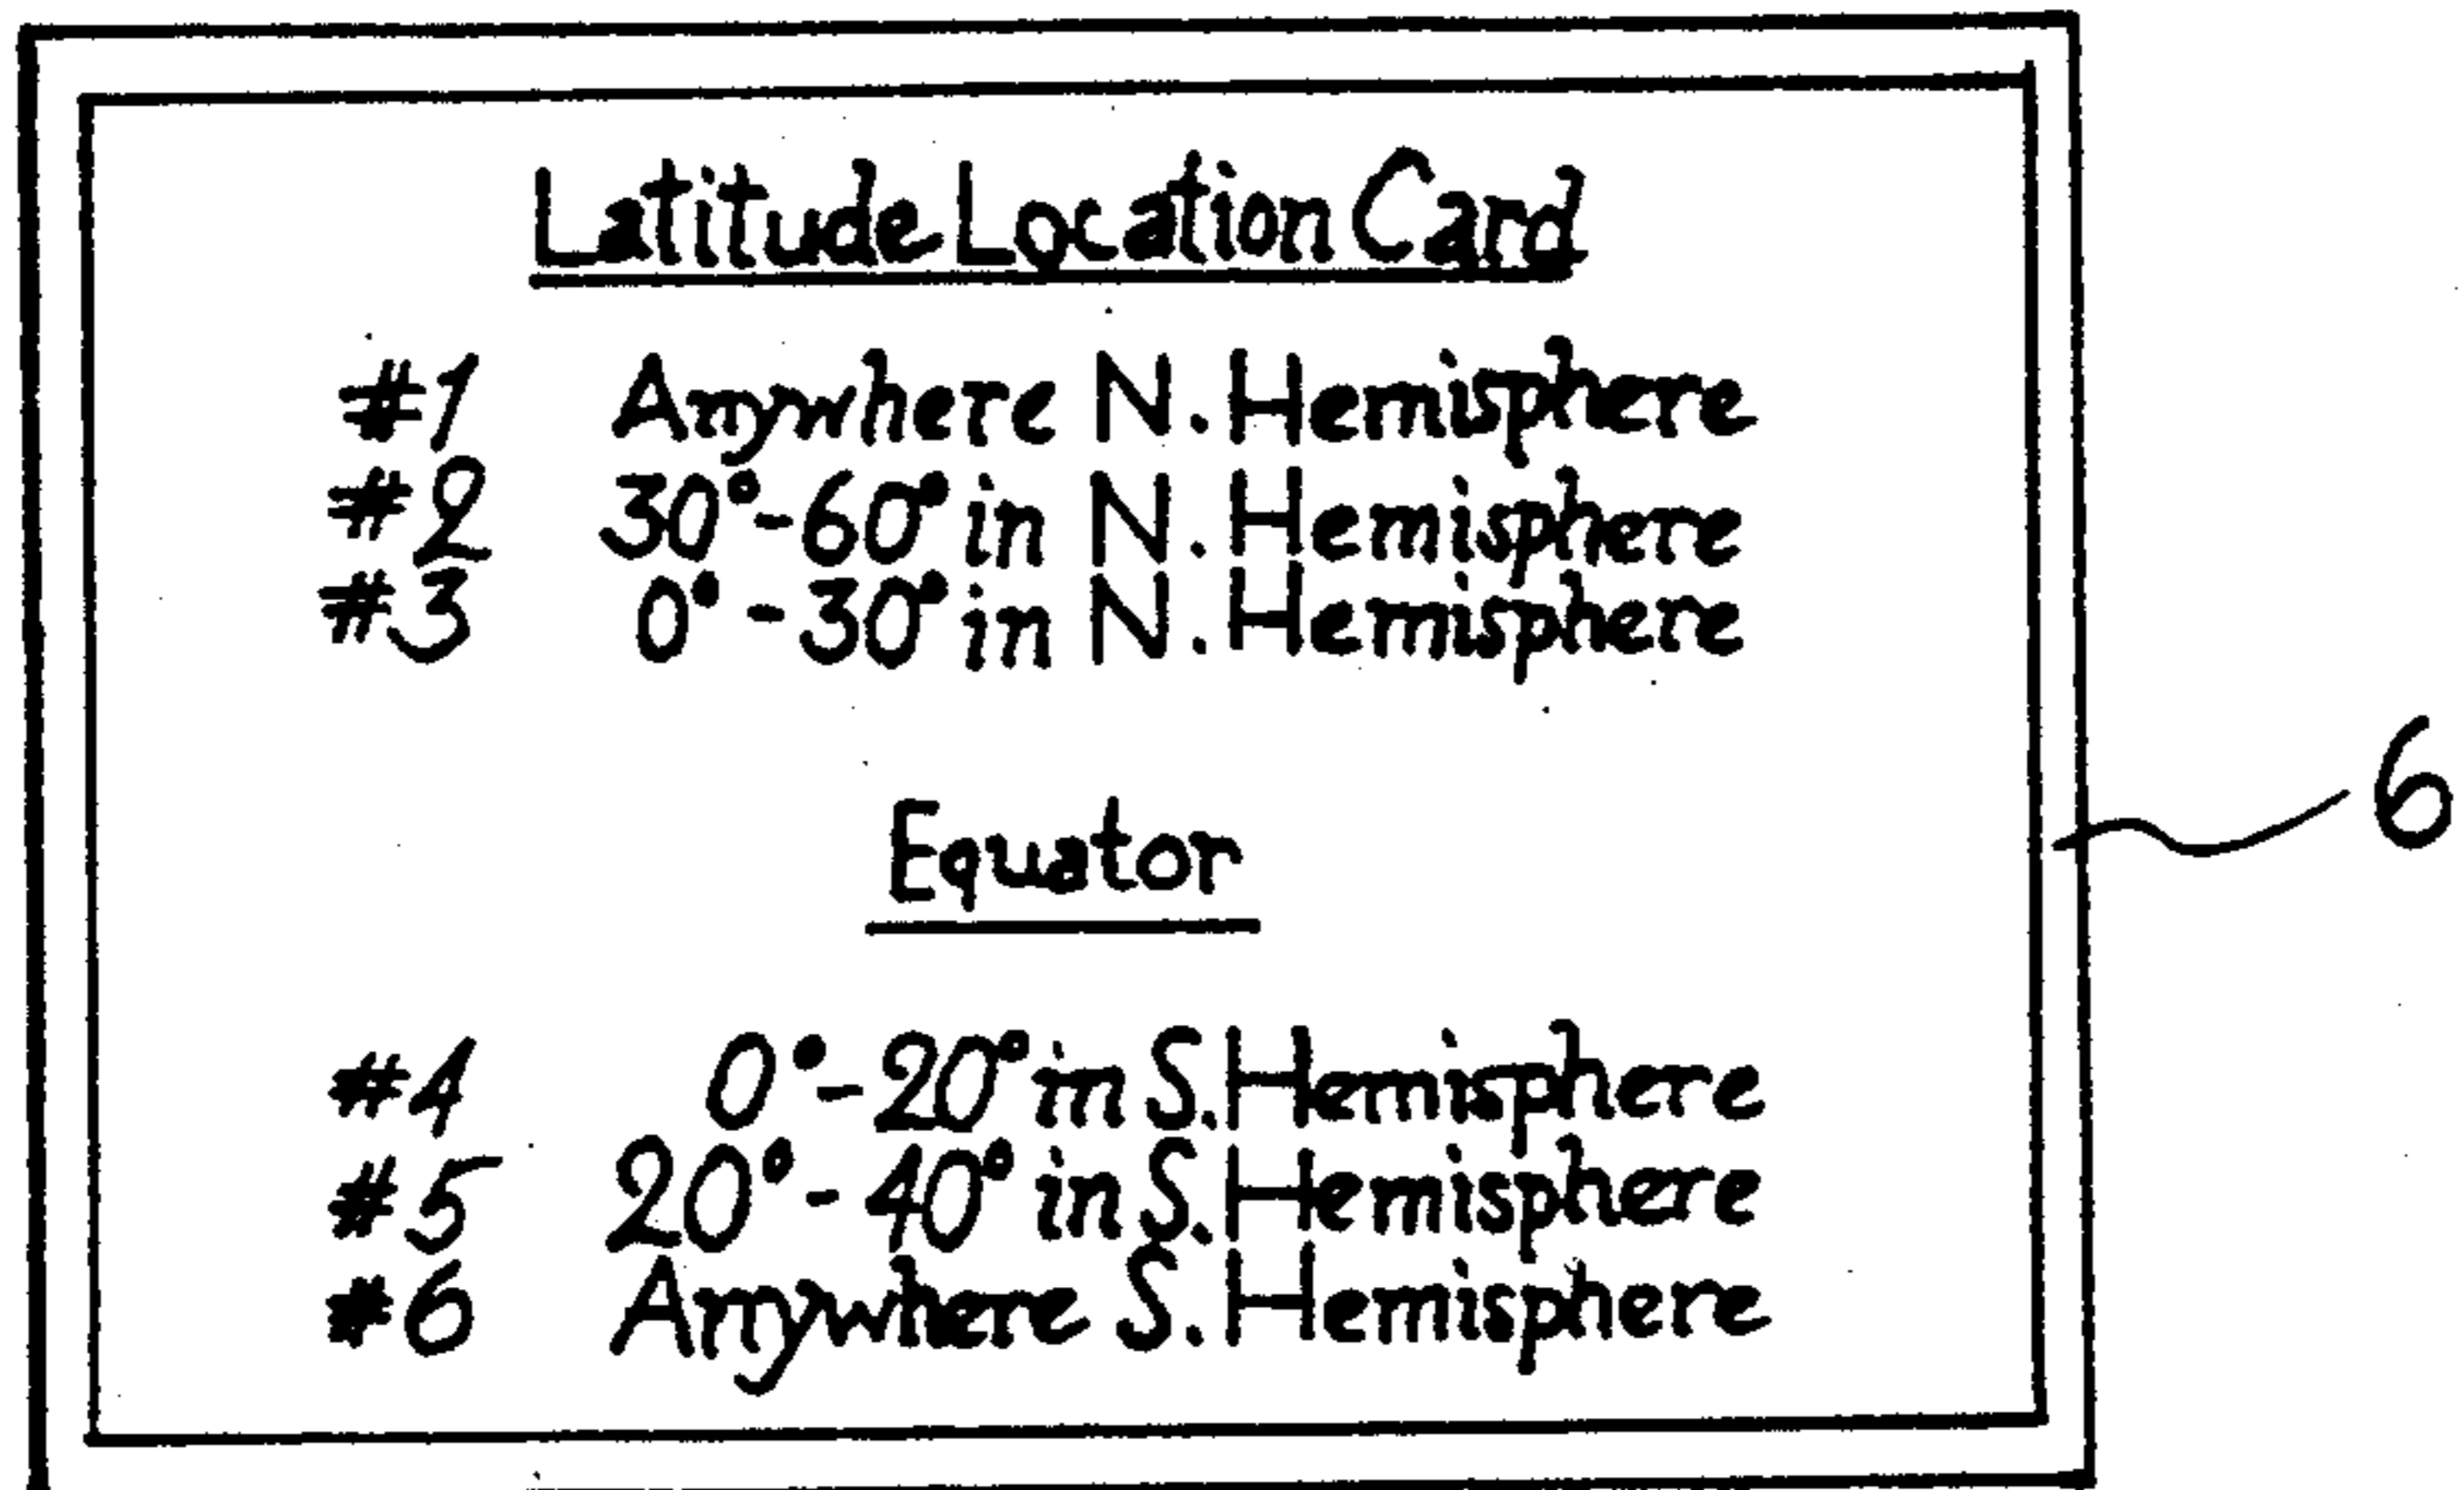 Latitude Location Card
#1 Anywhere N. Hemisphere
#2 30°-60° in N. Hemisphere
#3 0°-30° in N. Hemisphere
6
Equator
#4 0°-20° in S. Hemisphere
#5 20°-40° in S. Hemisphere
#6 Anywhere S. Hemisphere